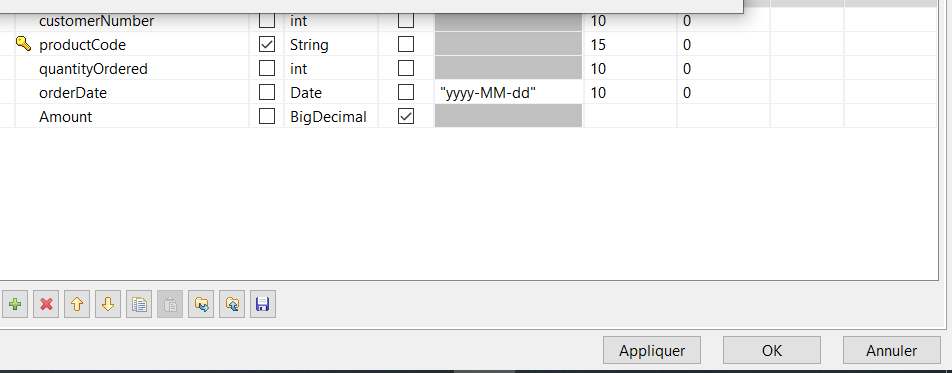 customerNumber int 10 0
productCode String 15 0
quantityOrdered int 10 0
orderDate Date "yyyy-MM-dd" 10 0
Amount BigDecimal
Appliquer OK Annuler